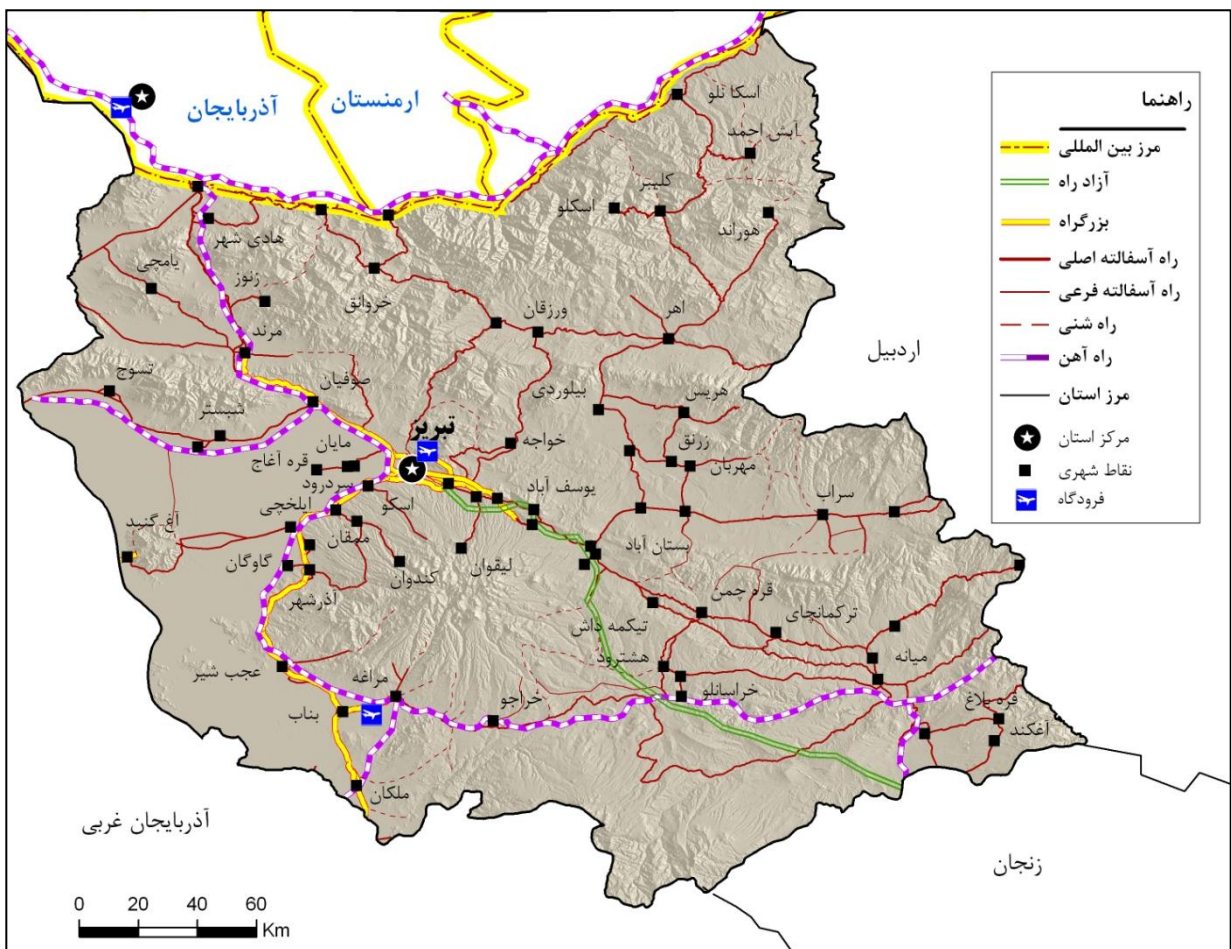 آذربایجان
ارمنستان
اسکا نلو
آبش احمد
کلیبر
اسکلو
هوراند
هادی شهر
یامچی
زنوز
خروانق
مرند
ورزقان
اهر
اردبیل
صوفیان
تسوج
شبستر
بیلوردی
هریس
تبریز
خواجه
زرنق
مهربان
مایان
قره آغاج
سردرود
ایلخچی
اسکو
یوسف آباد
سراب
آغ گنبد
ممقان
گاوگان
کندوان
لیقوان
بستان آباد
آذرشهر
قره چمن
ترکمانچای
تیکمه داش
هشترود
میانه
عجب شیر
مراغه
خراسانلو
بناب
خراجو
قره بلاغ
آغکند
ملکان
آذربایجان غربی
زنجان
راهنما
مرز بین المللی
آزاد راه
بزرگراه
راه آسفالته اصلی
راه آسفالته فرعی
راه شنی
راه آهن
مرز استان
مرکز استان
نقاط شهری
فرودگاه
0 20 40 60
Km